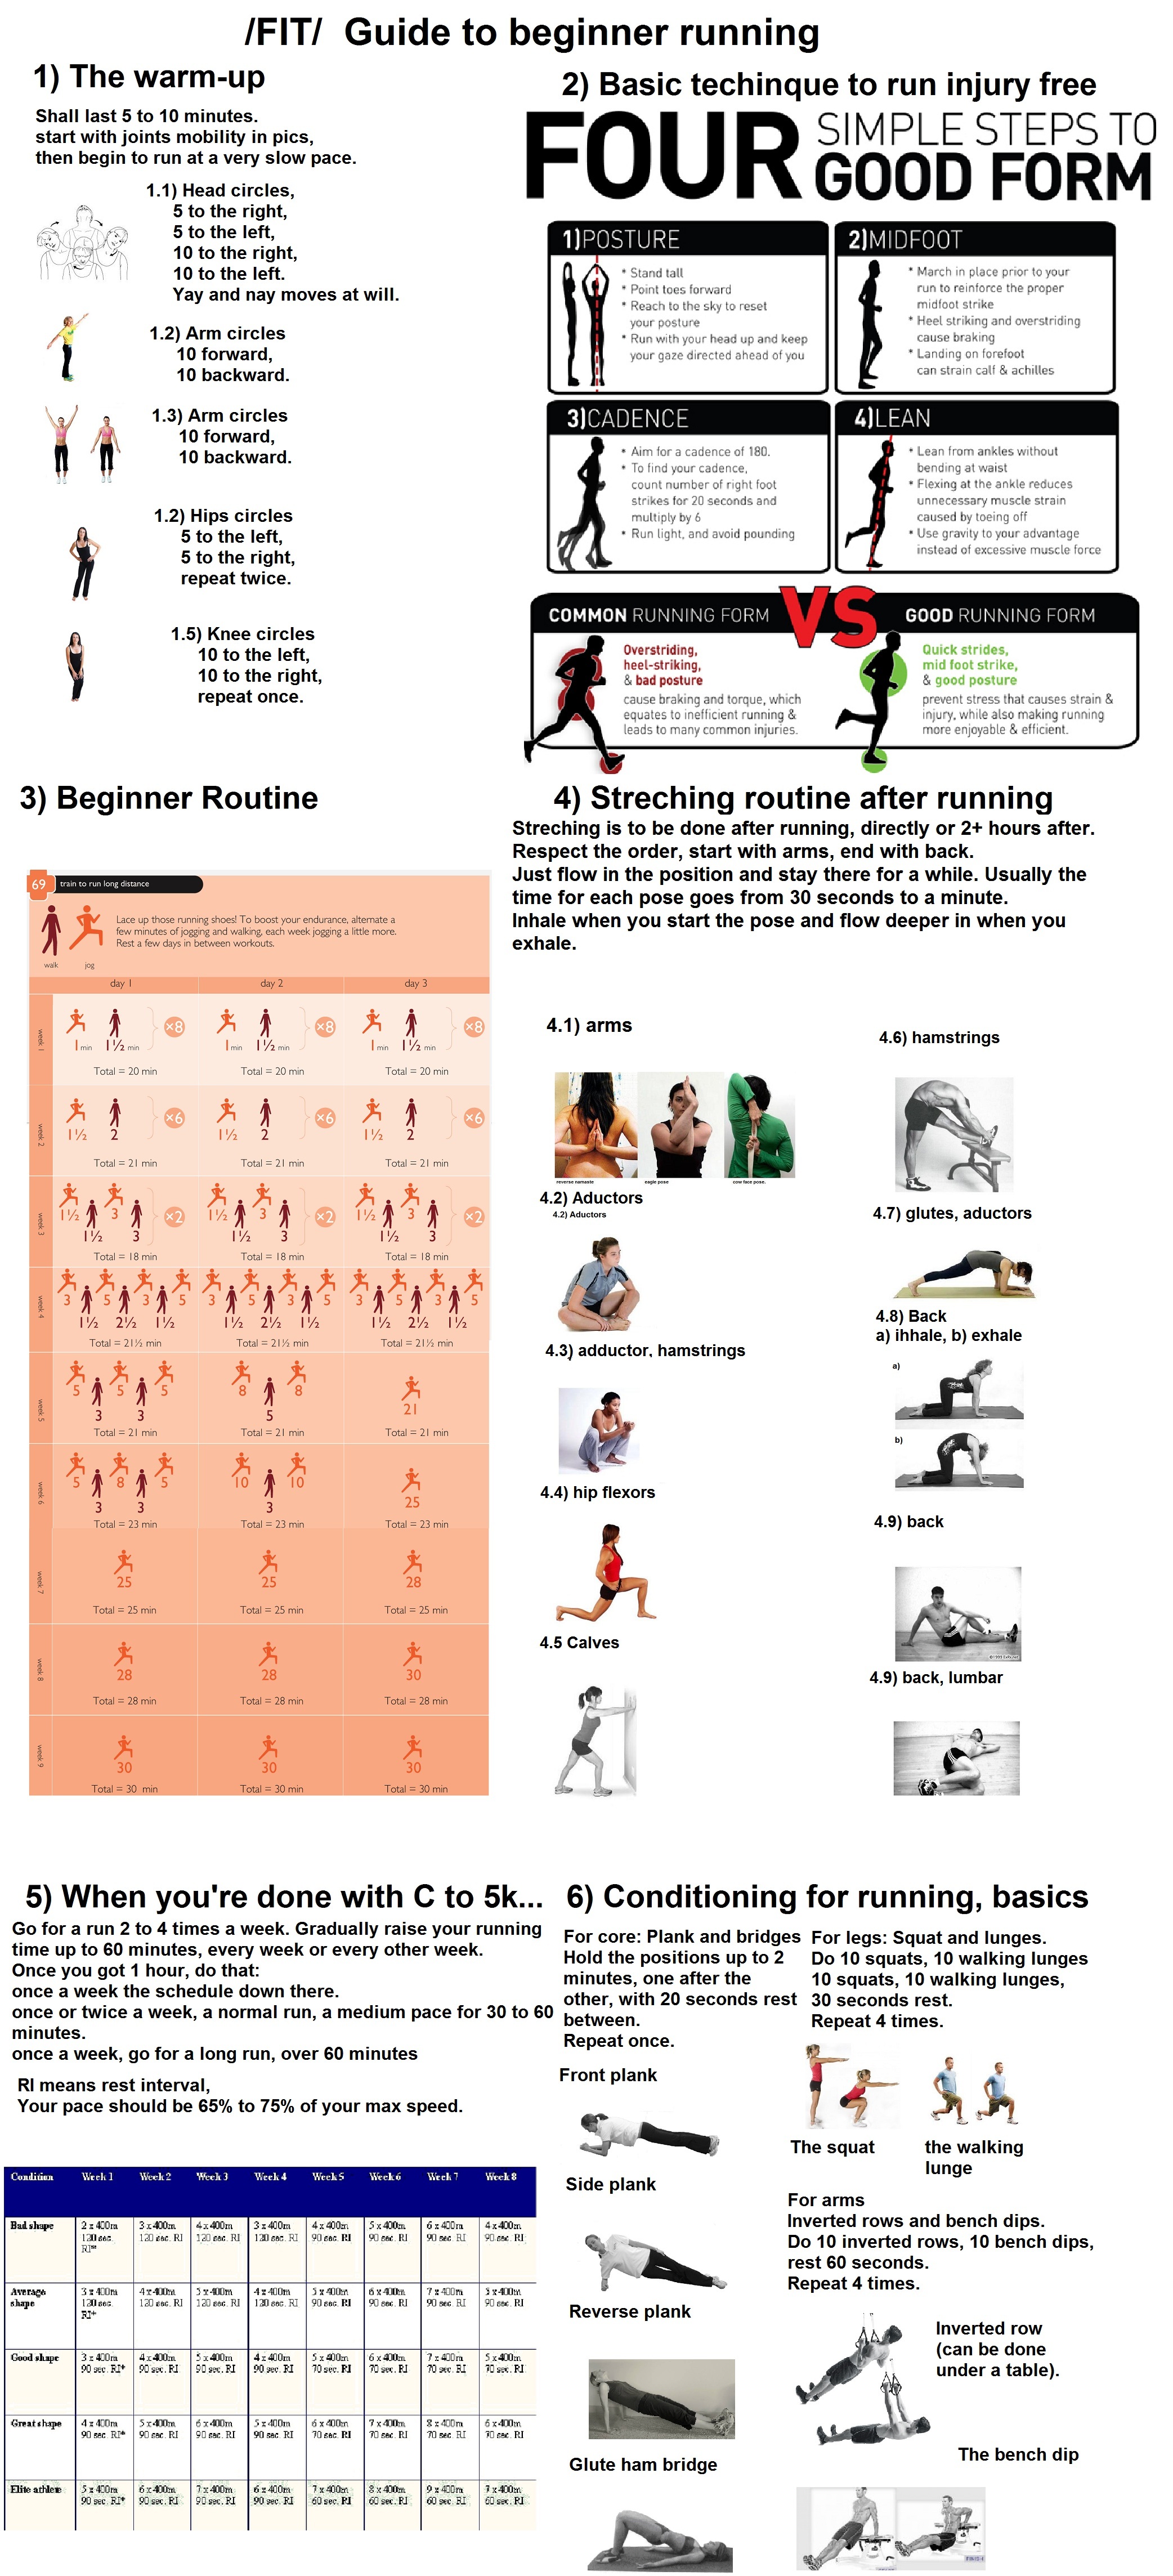 /FIT/ Guide to beginner running
1) The warm-up
Shall last 5 to 10 minutes.
start with joints mobility in pics,
then begin to run at a very slow pace.
1.1) Head circles,
5 to the right,
5 to the left,
10 to the right,
10 to the left.
Yay and nay moves at will.
1.2) Arm circles
10 forward,
10 backward.
1.3) Arm circles
10 forward,
10 backward.
1.2) Hips circles
5 to the left,
5 to the right,
repeat twice.
1.5) Knee circles
10 to the left,
10 to the right,
repeat once.
2) Basic techinque to run injury free
FOUR SIMPLE STEPS TO
GOOD FORM
1)POSTURE
* Stand tall
* Point toes forward
* Reach to the sky to reset
your posture
* Run with your head up and keep
your gaze directed ahead of you
2)MIDFOOT
* March in place prior to your
run to reinforce the proper
midfoot strike
* Heel striking and overstriding
cause braking
* Landing on forefoot
can strain calf & achilles
3)CADENCE
* Aim for a cadence of 180.
* To find your cadence,
count number of right foot
strikes for 20 seconds and
multiply by 6
* Run light, and avoid pounding
4)LEAN
* Lean from ankles without
bending at waist
* Flexing at the ankle reduces
unnecessary muscle strain
caused by toeing off
* Use gravity to your advantage
instead of excessive muscle force
COMMON RUNNING FORM VS GOOD RUNNING FORM
Overstriding,
heel-striking,
& bad posture
cause braking and torque, which
equates to inefficient running &
leads to many common injuries.
Quick strides,
mid foot strike,
& good posture
prevent stress that causes strain &
injury, while also making running
more enjoyable & efficient.
3) Beginner Routine
69 train to run long distance
Lace up those running shoes! To boost your endurance, alternate a
few minutes of jogging and walking, each week jogging a little more.
Rest a few days in between workouts.
walk jog
day 1 day 2 day 3
week 1
1 min 1½ min ×8 1 min 1½ min ×8 1 min 1½ min ×8
Total = 20 min Total = 20 min Total = 20 min
week 2
1½ 2 ×6 1½ 2 ×6 1½ 2 ×6
Total = 21 min Total = 21 min Total = 21 min
week 3
1½ 3 ×2 1½ 3 ×2 1½ 3 ×2
1½ 3 1½ 3 1½ 3
Total = 18 min Total = 18 min Total = 18 min
week 4
3 5 3 5 3 5 3 5 3 5 3 5
1½ 2½ 1½ 1½ 2½ 1½ 1½ 2½ 1½
Total = 21½ min Total = 21½ min Total = 21½ min
week 5
5 5 5 8 8 21
3 3 5
Total = 21 min Total = 21 min Total = 21 min
week 6
5 8 5 10 10 25
3 3 3
Total = 23 min Total = 23 min Total = 23 min
week 7
25 25 28
Total = 25 min Total = 25 min Total = 25 min
week 8
28 28 30
Total = 28 min Total = 28 min Total = 28 min
week 9
30 30 30
Total = 30 min Total = 30 min Total = 30 min
4) Streching routine after running
Streching is to be done after running, directly or 2+ hours after.
Respect the order, start with arms, end with back.
Just flow in the position and stay there for a while. Usually the
time for each pose goes from 30 seconds to a minute.
Inhale when you start the pose and flow deeper in when you
exhale.
4.1) arms
reverse namaste eagle pose cow face pose.
4.2) Aductors
4.2) Aductors
4.3) adductor, hamstrings
4.4) hip flexors
4.5 Calves
4.6) hamstrings
4.7) glutes, aductors
4.8) Back
a) ihhale, b) exhale
a)
b)
4.9) back
4.9) back, lumbar
5) When you're done with C to 5k...
Go for a run 2 to 4 times a week. Gradually raise your running
time up to 60 minutes, every week or every other week.
Once you got 1 hour, do that:
once a week the schedule down there.
once or twice a week, a normal run, a medium pace for 30 to 60
minutes.
once a week, go for a long run, over 60 minutes
RI means rest interval,
Your pace should be 65% to 75% of your max speed.
Condition Week 1 Week 2 Week 3 Week 4 Week 5 Week 6 Week 7 Week 8
Bad shape 2 x 400m 3 x 400m 4 x 400m 3 x 400m 4 x 400m 5 x 400m 6 x 400m 4 x 400m
120 sec. RI** 120 sec. RI 120 sec. RI 120 sec. RI 90 sec. RI 90 sec. RI 90 sec. RI 90 sec. RI
Average shape 3 x 400m 4 x 400m 5 x 400m 4 x 400m 5 x 400m 6 x 400m 7 x 400m 5 x 400m
120 sec. RI* 120 sec. RI 120 sec. RI 120 sec. RI 90 sec. RI 90 sec. RI 90 sec. RI 90 sec. RI
Good shape 3 x 400m 4 x 400m 5 x 400m 4 x 400m 5 x 400m 6 x 400m 7 x 400m 5 x 400m
90 sec. RI* 90 sec. RI 90 sec. RI 90 sec. RI 70 sec. RI 70 sec. RI 70 sec. RI 70 sec. RI
Great shape 4 x 400m 5 x 400m 6 x 400m 5 x 400m 6 x 400m 7 x 400m 8 x 400m 6 x 400m
90 sec. RI* 90 sec. RI 90 sec. RI 90 sec. RI 70 sec. RI 70 sec. RI 70 sec. RI 70 sec. RI
Elite athlete 5 x 400m 6 x 400m 7 x 400m 6 x 400m 7 x 400m 8 x 400m 9 x 400m 7 x 400m
90 sec. RI* 90 sec. RI 90 sec. RI 90 sec. RI 60 sec. RI 60 sec. RI 60 sec. RI 60 sec. RI
6) Conditioning for running, basics
For core: Plank and bridges
Hold the positions up to 2
minutes, one after the
other, with 20 seconds rest
between.
Repeat once.
Front plank
Side plank
Reverse plank
Glute ham bridge
For legs: Squat and lunges.
Do 10 squats, 10 walking lunges
10 squats, 10 walking lunges,
30 seconds rest.
Repeat 4 times.
The squat
the walking
lunge
For arms
Inverted rows and bench dips.
Do 10 inverted rows, 10 bench dips,
rest 60 seconds.
Repeat 4 times.
Inverted row
(can be done
under a table).
The bench dip